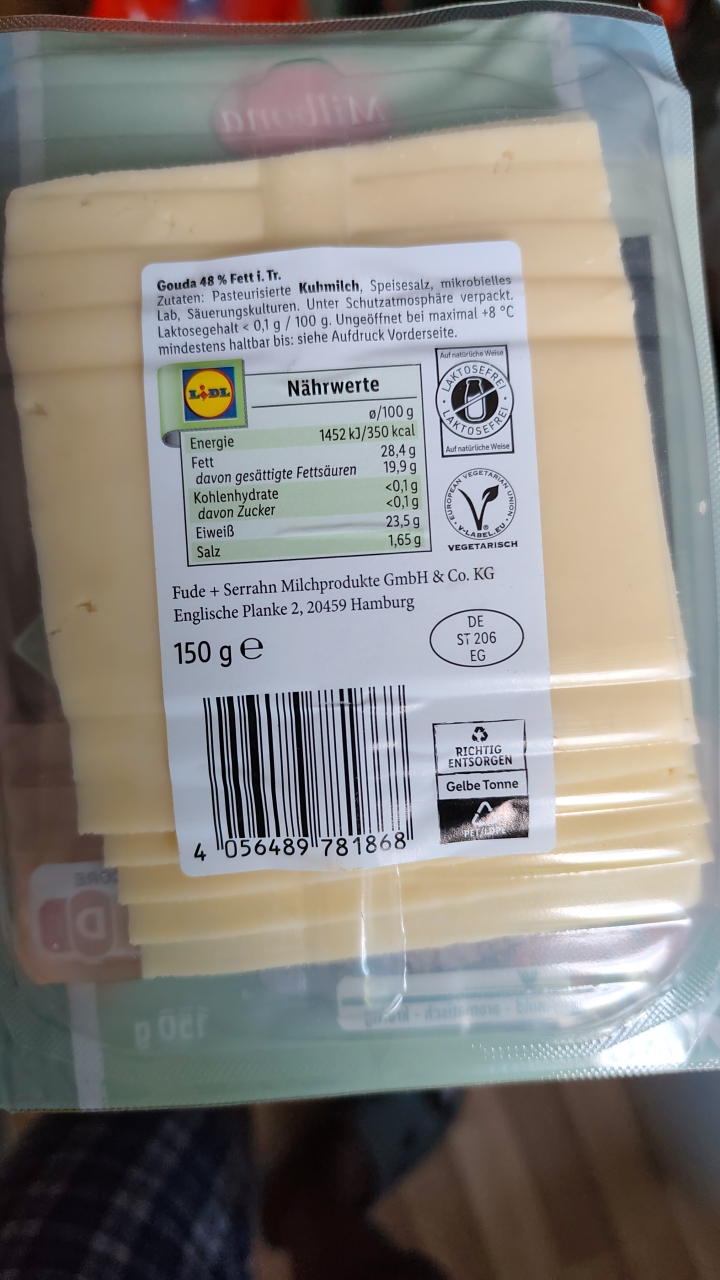 Milbona
Gouda 48 % Fett i. Tr.
Zutaten: Pasteurisierte Kuhmilch, Speisesalz, mikrobielles
Lab, Säuerungskulturen. Unter Schutzatmosphäre verpackt.
Laktosegehalt < 0,1 g / 100 g. Ungeöffnet bei maximal +8 °C
mindestens haltbar bis: siehe Aufdruck Vorderseite.
LIDL
Nährwerte
ø/100 g
Energie 1452 kJ/350 kcal
Fett 28,4 g
davon gesättigte Fettsäuren 19,9 g
Kohlenhydrate <0,1 g
davon Zucker <0,1 g
Eiweiß 23,5 g
Salz 1,65 g
Auf natürliche Weise
LAKTOSEFREI
LAKTOSEFREI
Auf natürliche Weise
EUROPEAN VEGETARIAN UNION
V-LABEL.EU
VEGETARISCH
Fude + Serrahn Milchprodukte GmbH & Co. KG
Englische Planke 2, 20459 Hamburg
150 g e
DE
ST 206
EG
RICHTIG
ENTSORGEN
Gelbe Tonne
PET/LDPE
4 056489 781868
D
150 g